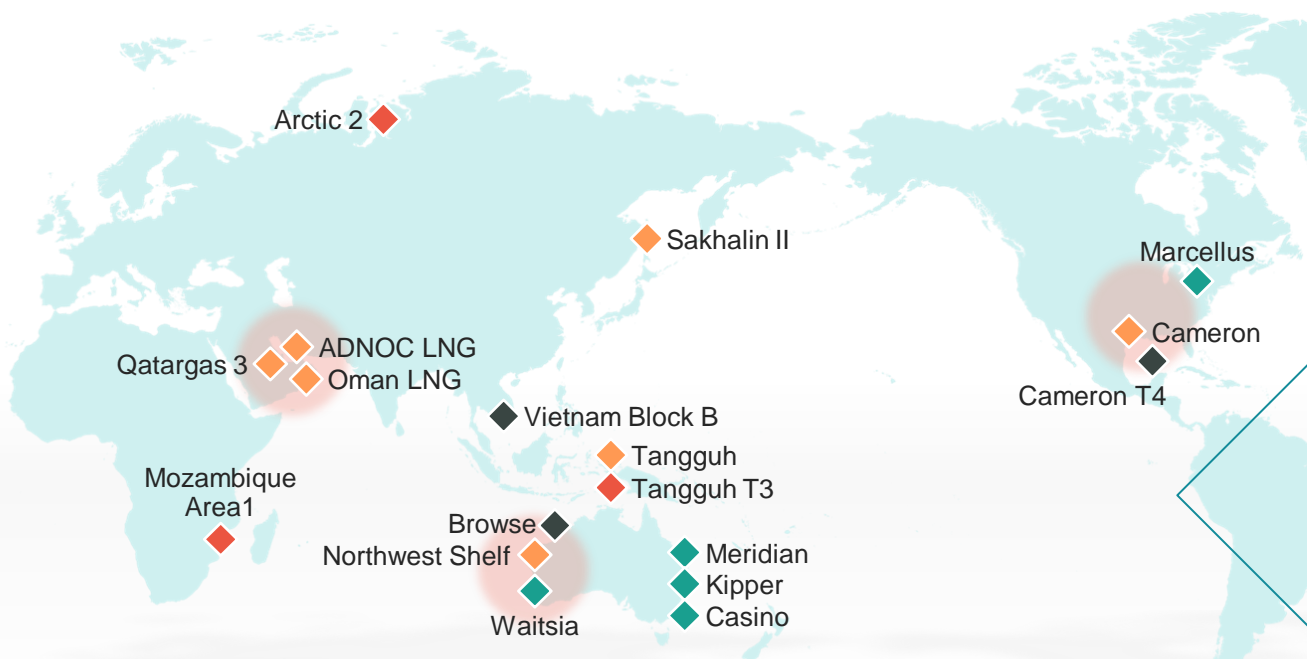 Arctic 2
Sakhalin II
Marcellus
ADNOC LNG
Cameron
Qatargas 3
Oman LNG
Cameron T4
Vietnam Block B
Tangguh
Mozambique
Area1
Tangguh T3
Browse
Northwest Shelf
Meridian
Kipper
Casino
Waitsia